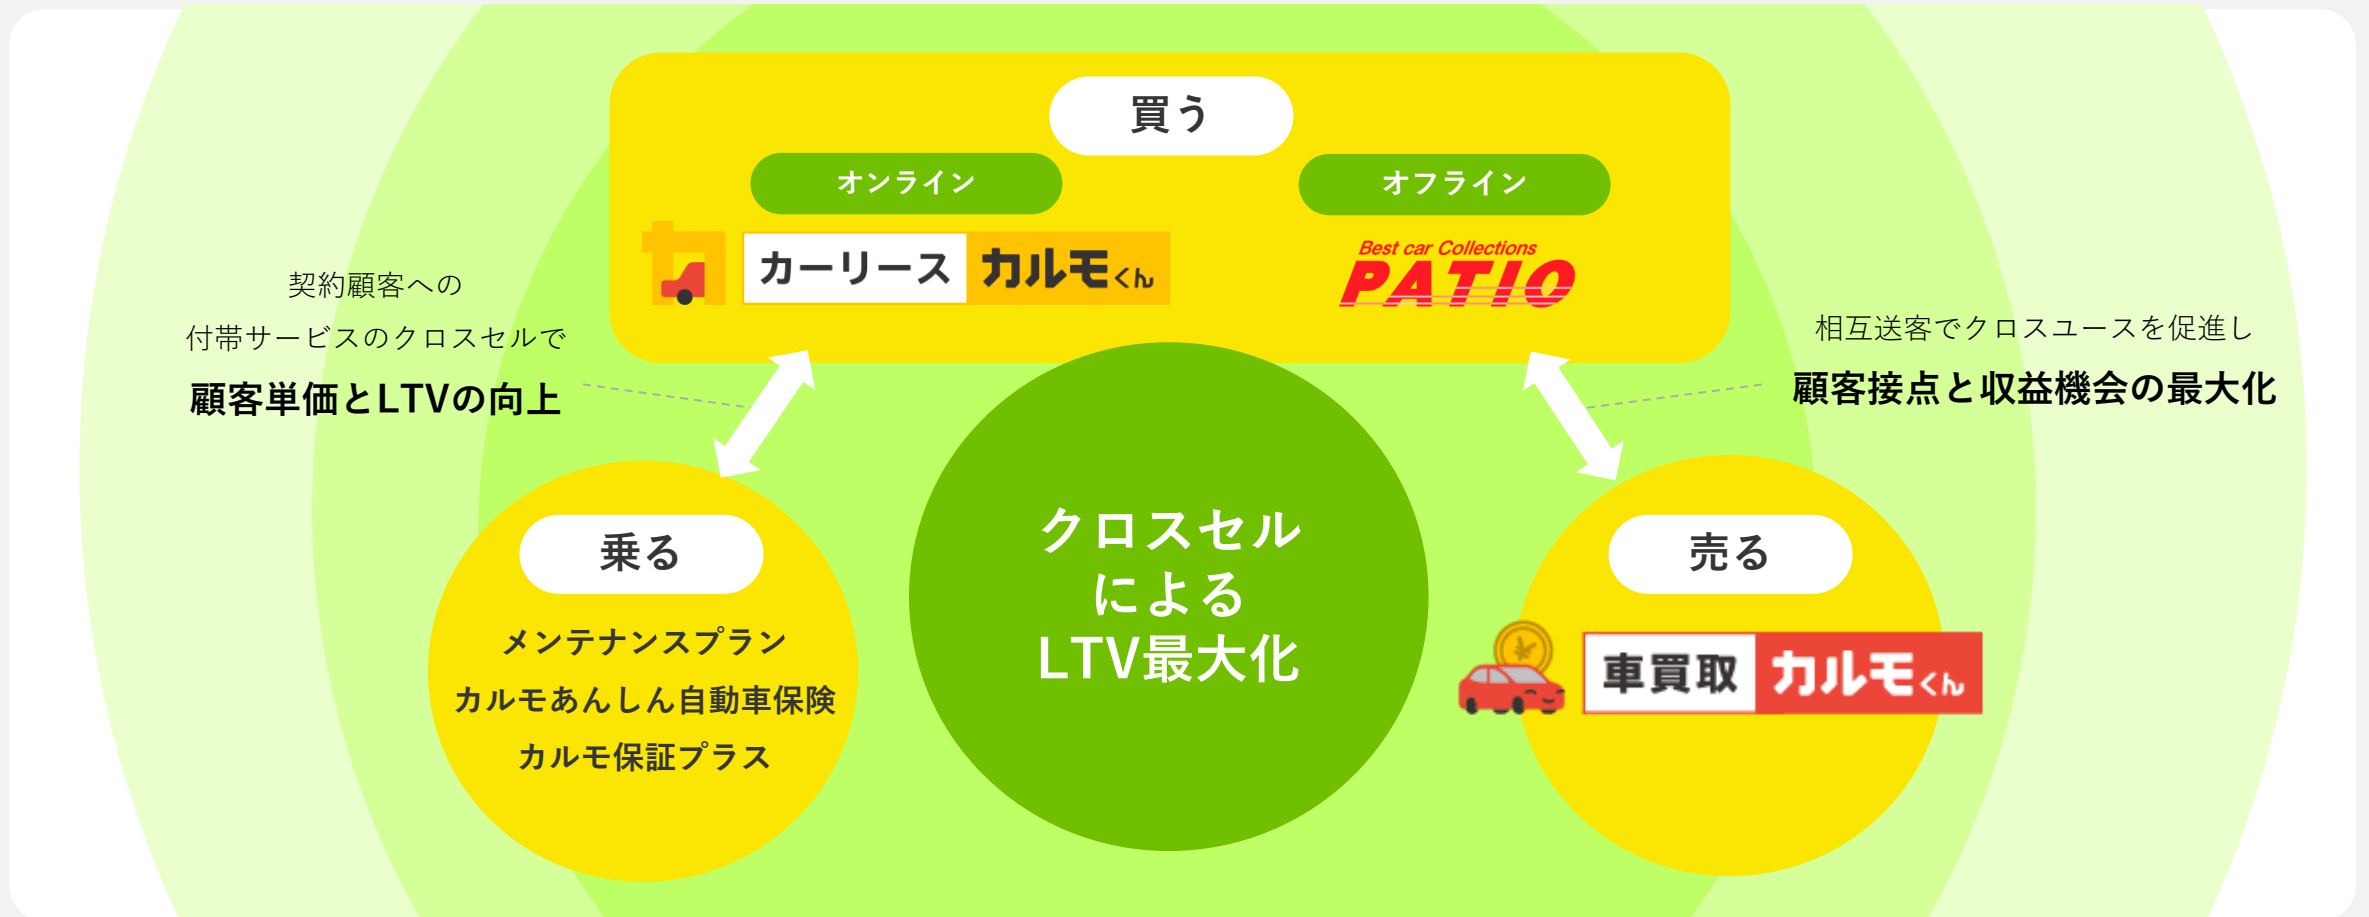 買う
オンライン
カーリース カルモくん
オフライン
Best car Collections
PATIO
契約顧客への
付帯サービスのクロスセルで
顧客単価とLTVの向上
相互送客でクロスユースを促進し
顧客接点と収益機会の最大化
乗る
メンテナンスプラン
カルモあんしん自動車保険
カルモ保証プラス
クロスセル
による
LTV最大化
売る
¥
車買取 カルモくん